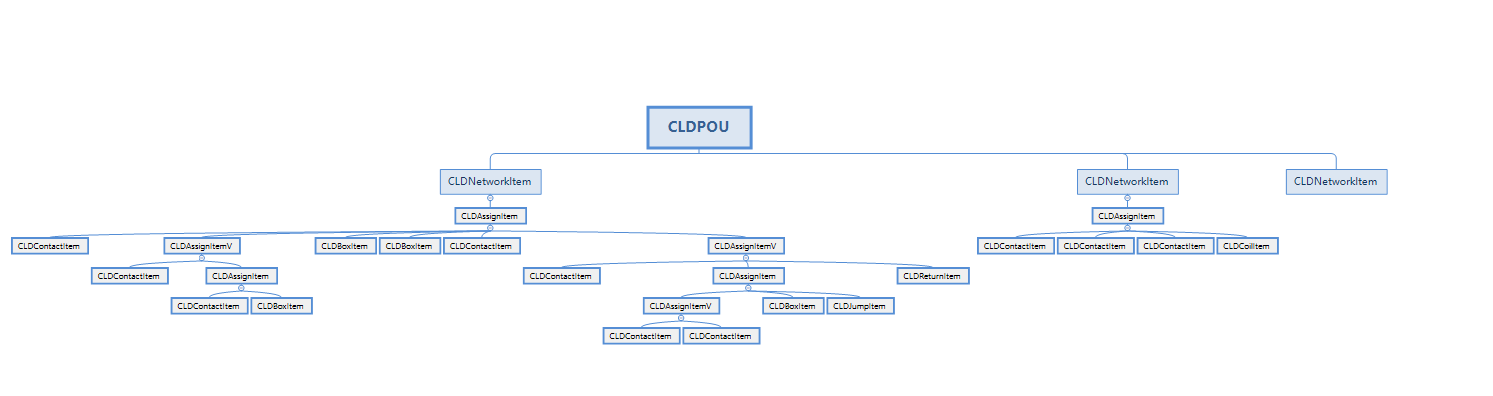 CLDPOU
CLDNetworkItem
CLDNetworkItem
CLDNetworkItem
CLDAssignItem
CLDAssignItem
CLDContactItem
CLDAssignItemV
CLDBoxItem
CLDBoxItem
CLDContactItem
CLDAssignItemV
CLDContactItem
CLDContactItem
CLDContactItem
CLDCoilItem
CLDContactItem
CLDAssignItem
CLDContactItem
CLDAssignItem
CLDReturnItem
CLDContactItem
CLDBoxItem
CLDAssignItemV
CLDBoxItem
CLDJumpItem
CLDContactItem
CLDContactItem